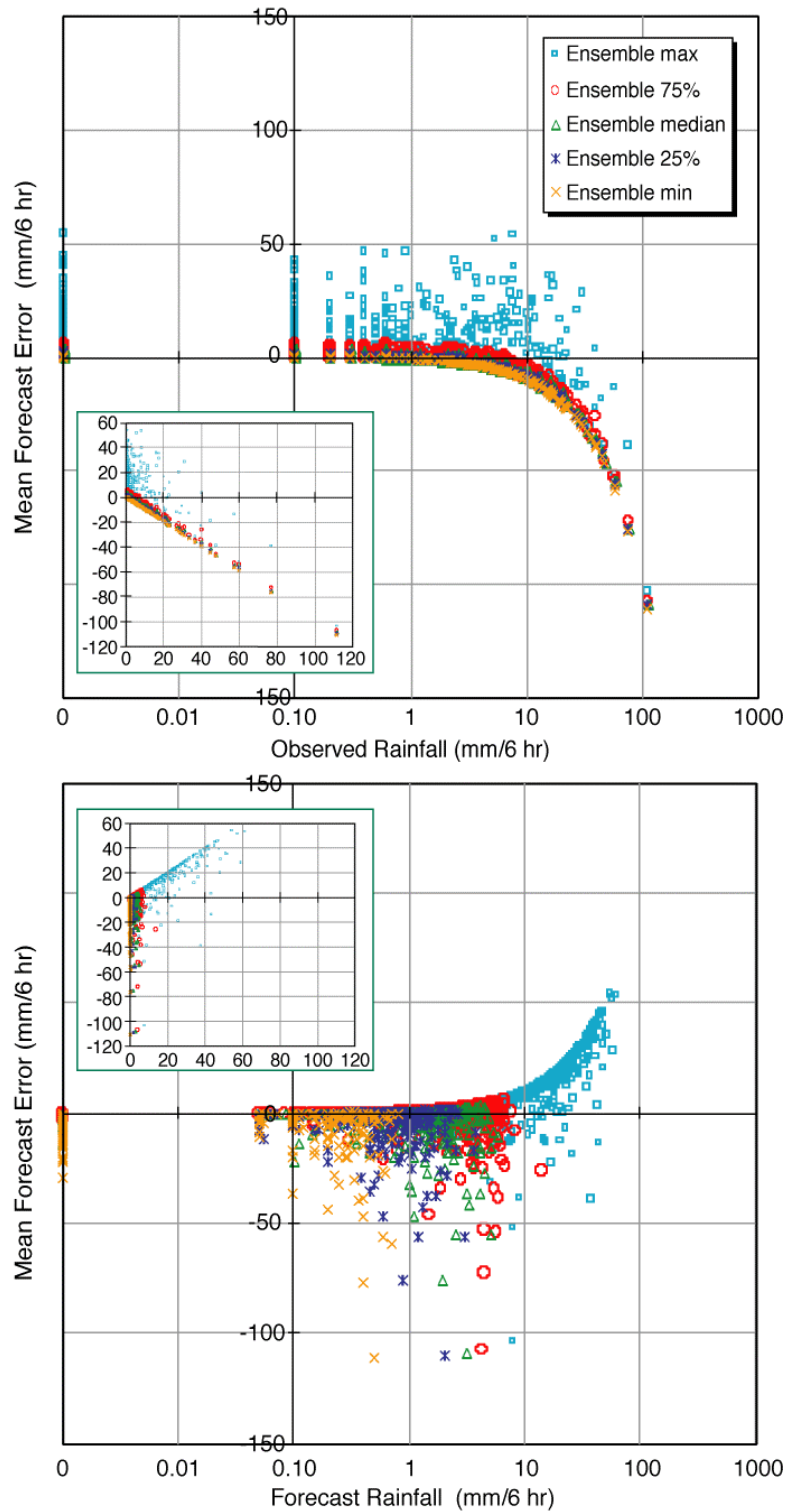 150
100
50
0
150
Mean Forecast Error (mm/6 hr)
Ensemble max
Ensemble 75%
Ensemble median
Ensemble 25%
Ensemble min
60
40
20
0
-20
-40
-60
-80
-100
-120
0 20 40 60 80 100 120
0 0.01 0.10 1 10 100 1000
Observed Rainfall (mm/6 hr)
150
0
-50
-100
-150
Mean Forecast Error (mm/6 hr)
60
40
20
0
-20
-40
-60
-80
-100
-120
0 20 40 60 80 100 120
0 0.01 0.10 1 10 100 1000
Forecast Rainfall (mm/6 hr)